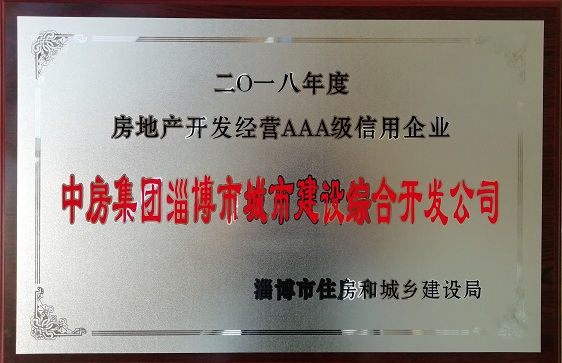 二〇一八年度
房地产开发经营AAA级信用企业
中房集团淄博市城市建设综合开发公司
淄博市住房和城乡建设局